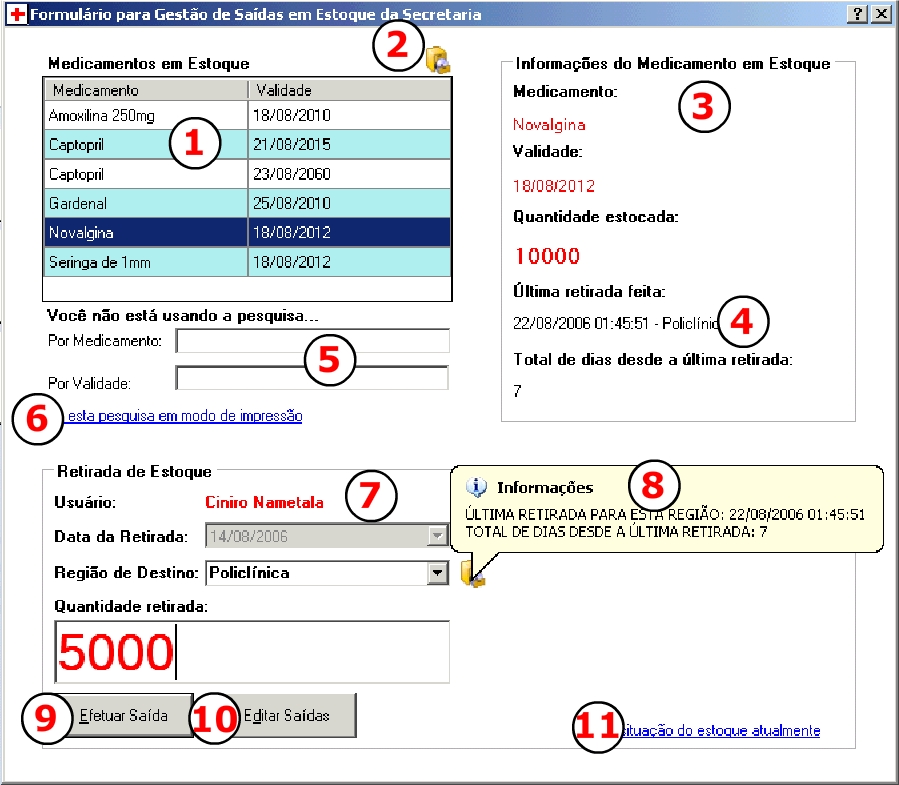 Formulário para Gestão de Saídas em Estoque da Secretaria
2
Medicamentos em Estoque
Medicamento Validade
Amoxilina 250mg 18/08/2010
1
Captopril 21/08/2015
Captopril 23/08/2060
Gardenal 25/08/2010
Novalgina 18/08/2012
Seringa de 1mm 18/08/2012
Você não está usando a pesquisa...
Por Medicamento:
5
Por Validade:
6 esta pesquisa em modo de impressão
Informações do Medicamento em Estoque
Medicamento:
3
Novalgina
Validade:
18/08/2012
Quantidade estocada:
10000
Última retirada feita:
22/08/2006 01:45:51 - Policlínic
4
Total de dias desde a última retirada:
7
Retirada de Estoque
Usuário: Ciniro Nametala
7
Data da Retirada: 14/08/2006
Região de Destino: Policlínica
Quantidade retirada:
5000
8
Informações
ÚLTIMA RETIRADA PARA ESTA REGIÃO: 22/08/2006 01:45:51
TOTAL DE DIAS DESDE A ÚLTIMA RETIRADA: 7
9 Efetuar Saída 10 Editar Saídas
11 situação do estoque atualmente